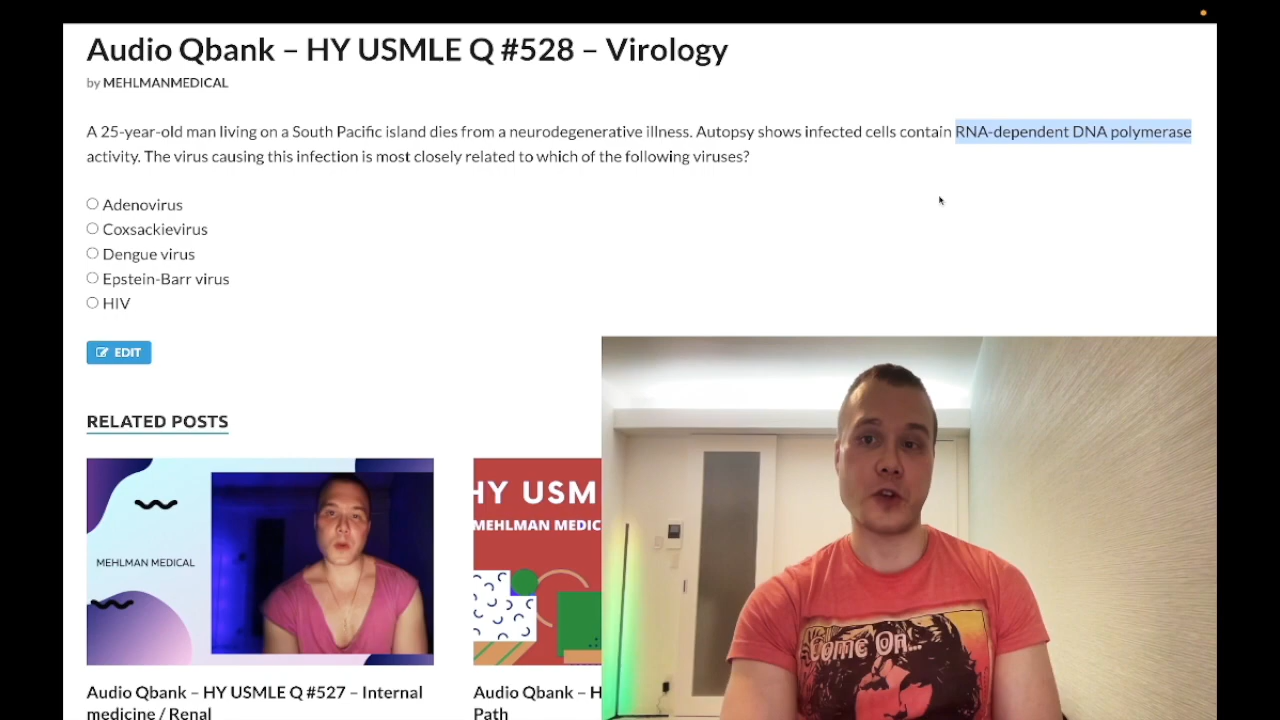 Audio Qbank – HY USMLE Q #528 – Virology
by MEHLMANMEDICAL
A 25-year-old man living on a South Pacific island dies from a neurodegenerative illness. Autopsy shows infected cells contain RNA-dependent DNA polymerase
activity. The virus causing this infection is most closely related to which of the following viruses?
Adenovirus
Coxsackievirus
Dengue virus
Epstein-Barr virus
HIV
EDIT
RELATED POSTS
MEHLMAN MEDICAL
HY USM
MEHLMAN MEDIC
COME ON...
Audio Qbank – HY USMLE Q #527 – Internal
medicine / Renal
Audio Qbank – H
Path